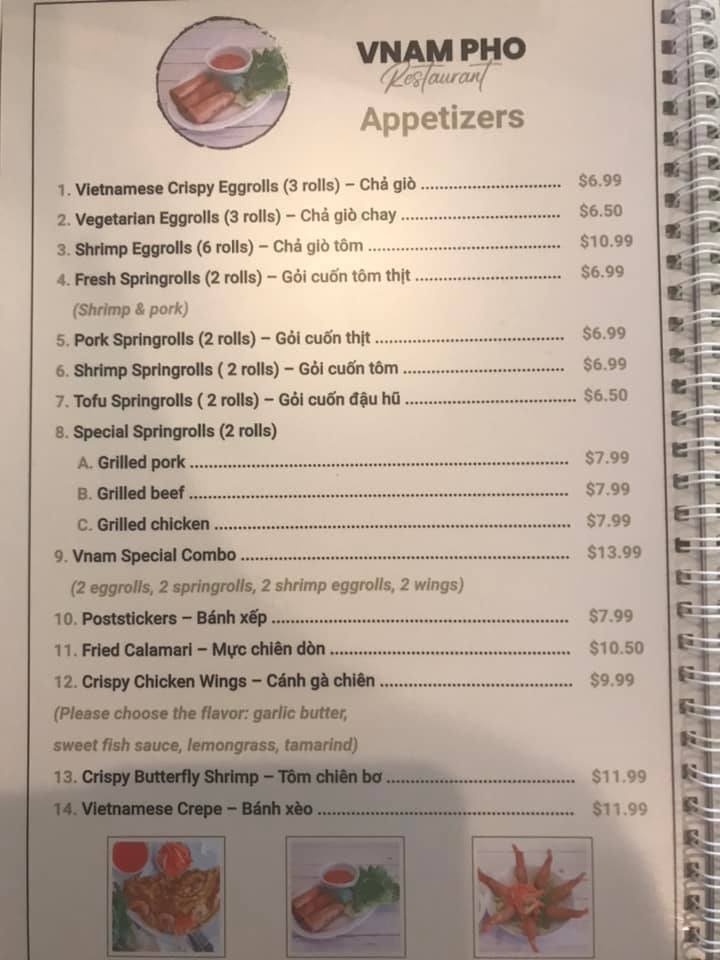 VNAM PHO
Restaurant
Appetizers
1. Vietnamese Crispy Eggrolls (3 rolls) – Chả giò ................................ $6.99
2. Vegetarian Eggrolls (3 rolls) – Chả giò chay .................................... $6.50
3. Shrimp Eggrolls (6 rolls) – Chả giò tôm ........................................... $10.99
4. Fresh Springrolls (2 rolls) – Gỏi cuốn tôm thịt ................................. $6.99
(Shrimp & pork)
5. Pork Springrolls (2 rolls) – Gỏi cuốn thịt ........................................... $6.99
6. Shrimp Springrolls ( 2 rolls) – Gỏi cuốn tôm ..................................... $6.99
7. Tofu Springrolls ( 2 rolls) – Gỏi cuốn đậu hũ ....................................... $6.50
8. Special Springrolls (2 rolls)
A. Grilled pork ...................................................................................... $7.99
B. Grilled beef ...................................................................................... $7.99
C. Grilled chicken ................................................................................. $7.99
9. Vnam Special Combo ........................................................................... $13.99
(2 eggrolls, 2 springrolls, 2 shrimp eggrolls, 2 wings)
10. Poststickers – Bánh xếp .................................................................... $7.99
11. Fried Calamari – Mực chiên dòn ....................................................... $10.50
12. Crispy Chicken Wings – Cánh gà chiên ............................................ $9.99
(Please choose the flavor: garlic butter,
sweet fish sauce, lemongrass, tamarind)
13. Crispy Butterfly Shrimp – Tôm chiên bơ ........................................... $11.99
14. Vietnamese Crepe – Bánh xèo .......................................................... $11.99